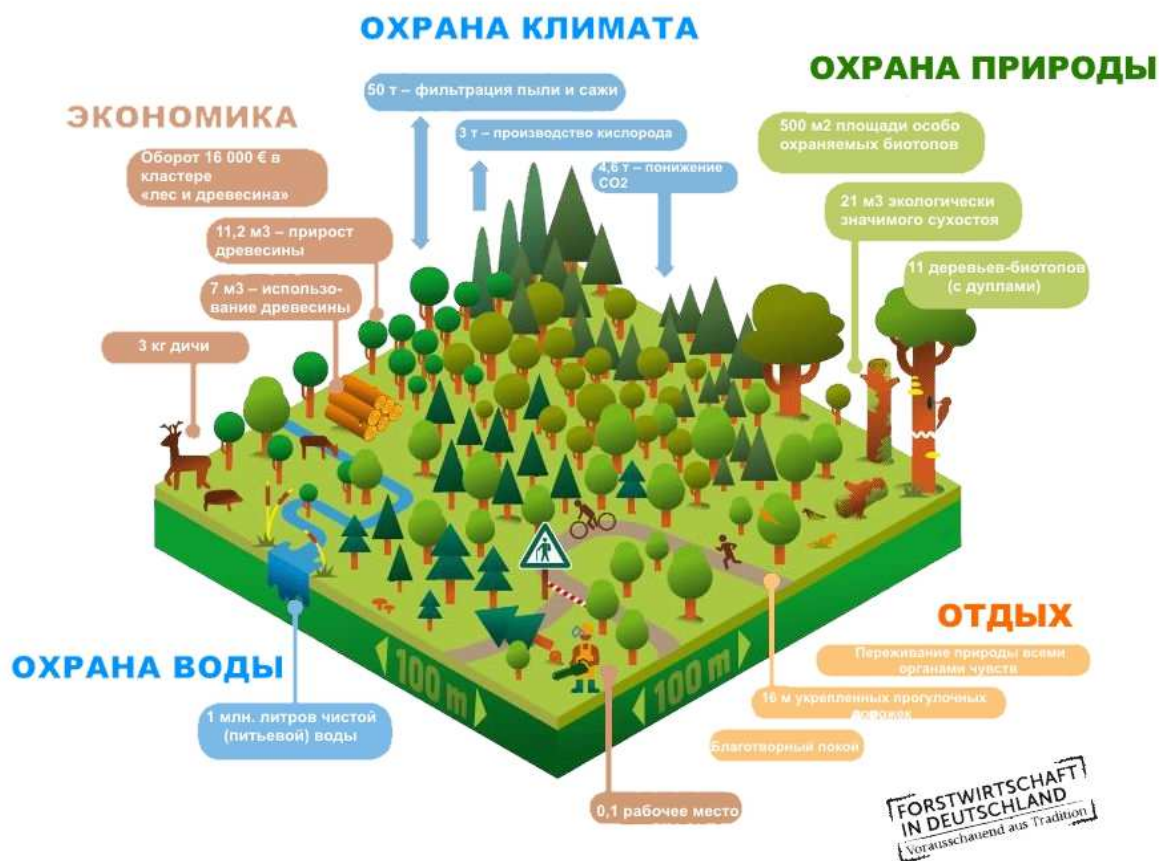 ОХРАНА КЛИМАТА
ОХРАНА ПРИРОДЫ
50 т – фильтрация пыли и сажи
3 т – производство кислорода
4,6 т – понижение
СО2
ЭКОНОМИКА
Оборот 16 000 € в
кластере
«лес и древесина»
11,2 м3 – прирост
древесины
7 м3 – использо-
вание древесины
3 кг дичи
500 м2 площади особо
охраняемых биотопов
21 м3 экологически
значимого сухостоя
11 деревьев-биотопов
(с дуплами)
ОТДЫХ
Переживание природы всеми
органами чувств
16 м укрепленных прогулочных
дорожек
Благотворный покой
ОХРАНА ВОДЫ
1 млн. литров чистой
(питьевой) воды
100 m
100 m
0,1 рабочее место
FORSTWIRTSCHAFT
IN DEUTSCHLAND
Vorausschauend aus Tradition